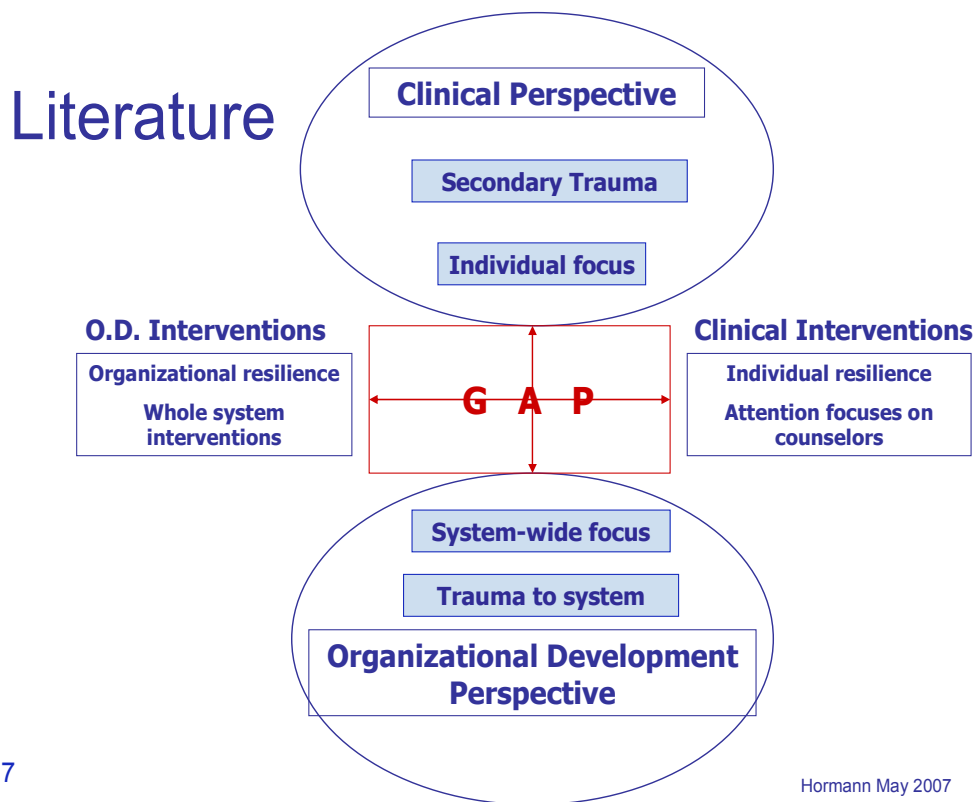 Literature
Clinical Perspective
Secondary Trauma
Individual focus
O.D. Interventions
Organizational resilience
Whole system
interventions
G A P
Clinical Interventions
Individual resilience
Attention focuses on
counselors
System-wide focus
Trauma to system
Organizational Development
Perspective
7
Hormann May 2007